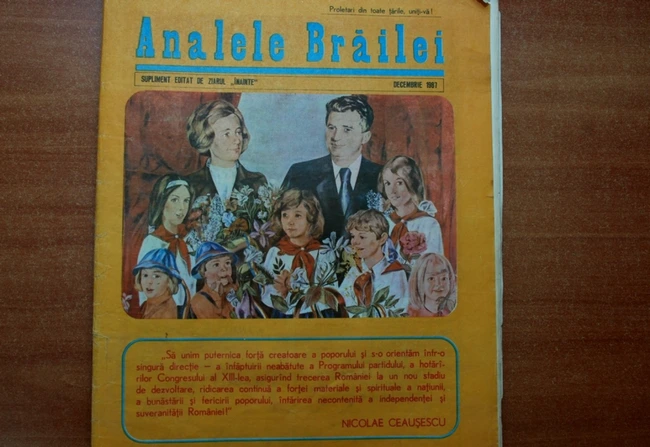 Proletari din toate țările, uniți-vă!
Analele Brăilei
SUPLIMENT EDITAT DE ZIARUL „ÎNAINTE” DECEMBRIE 1987
„Să unim puternica forță creatoare a poporului și s-o orientăm într-o
singură direcție — a înfăptuirii neabătute a Programului partidului, a hotărî-
rilor Congresului al XIII-lea, asigurînd trecerea României la un nou stadiu
de dezvoltare, ridicarea continuă a forței materiale și spirituale a națiunii,
a bunăstării și fericirii poporului, întărirea necontenită a independenței și
suveranității României!”
NICOLAE CEAUȘESCU